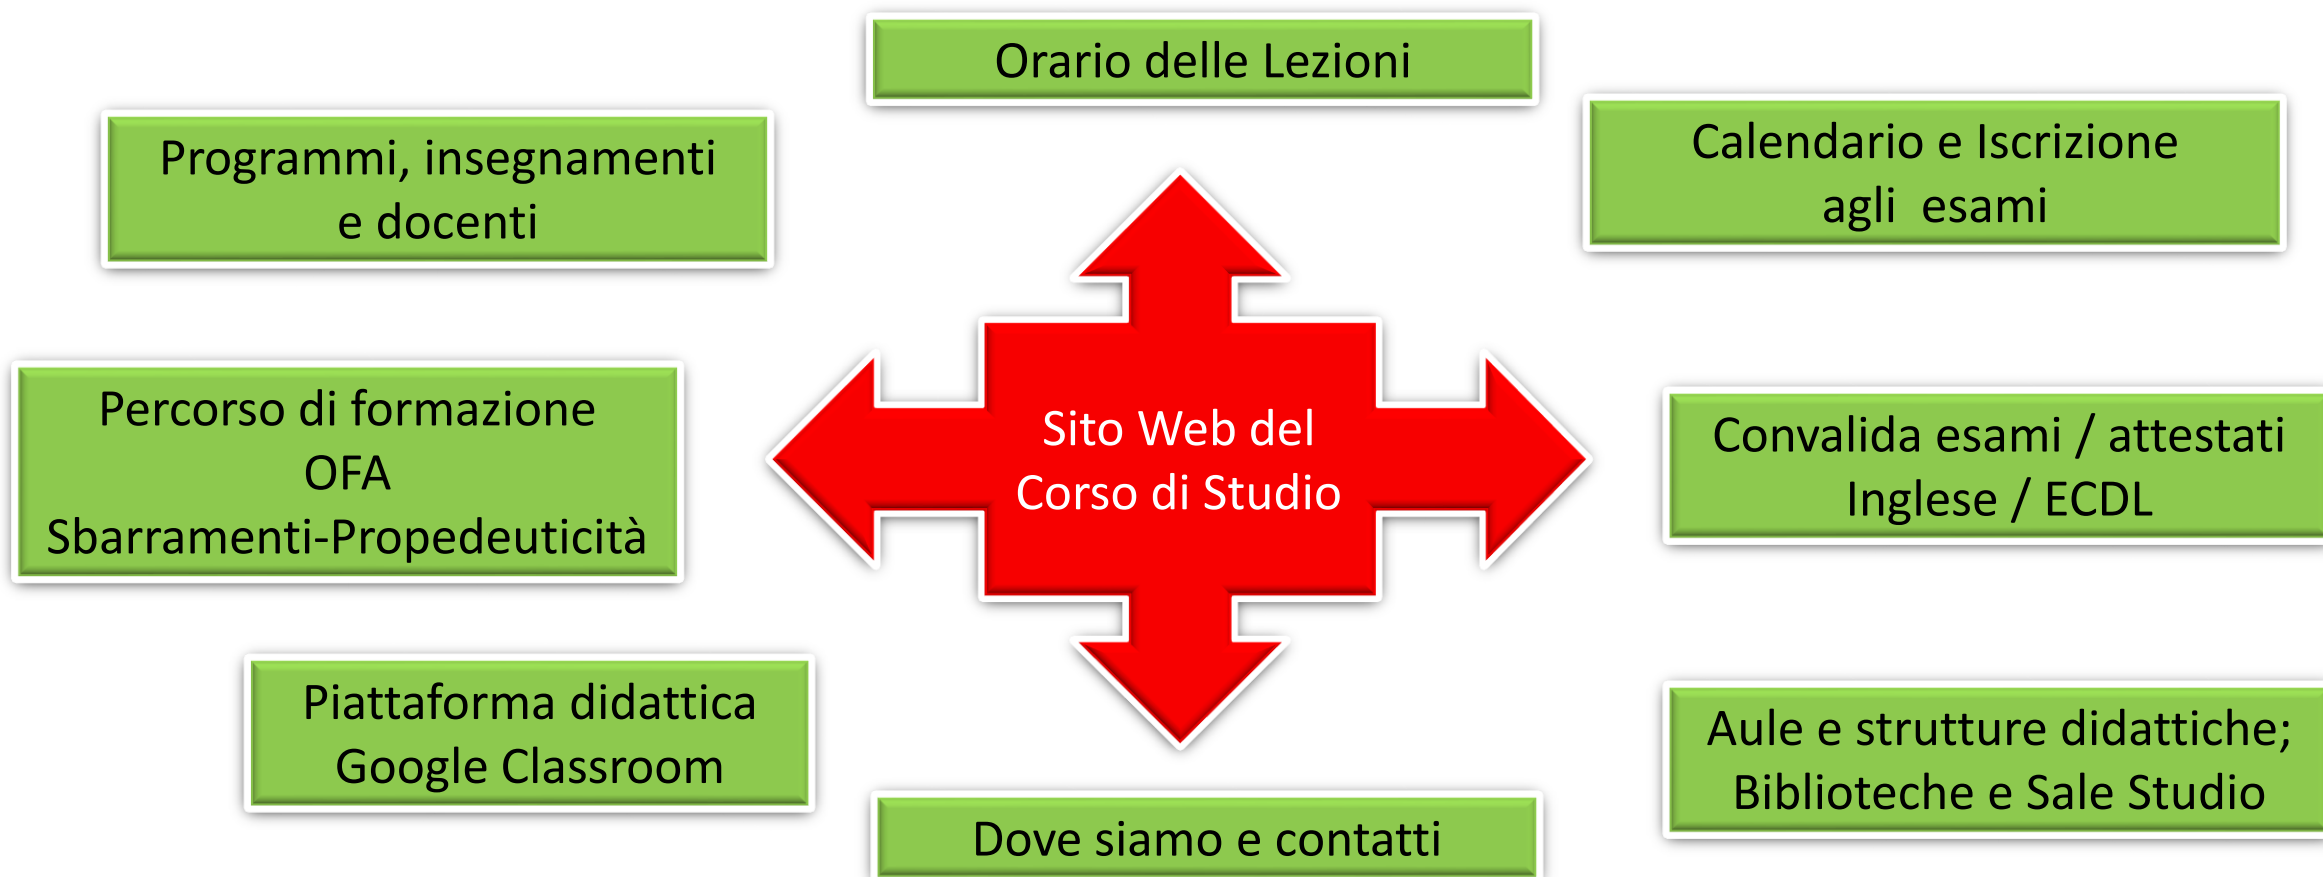 Orario delle Lezioni
Programmi, insegnamenti
e docenti
Calendario e Iscrizione
agli esami
Percorso di formazione
OFA
Sbarramenti-Propedeuticità
Sito Web del
Corso di Studio
Convalida esami / attestati
Inglese / ECDL
Piattaforma didattica
Google Classroom
Aule e strutture didattiche;
Biblioteche e Sale Studio
Dove siamo e contatti